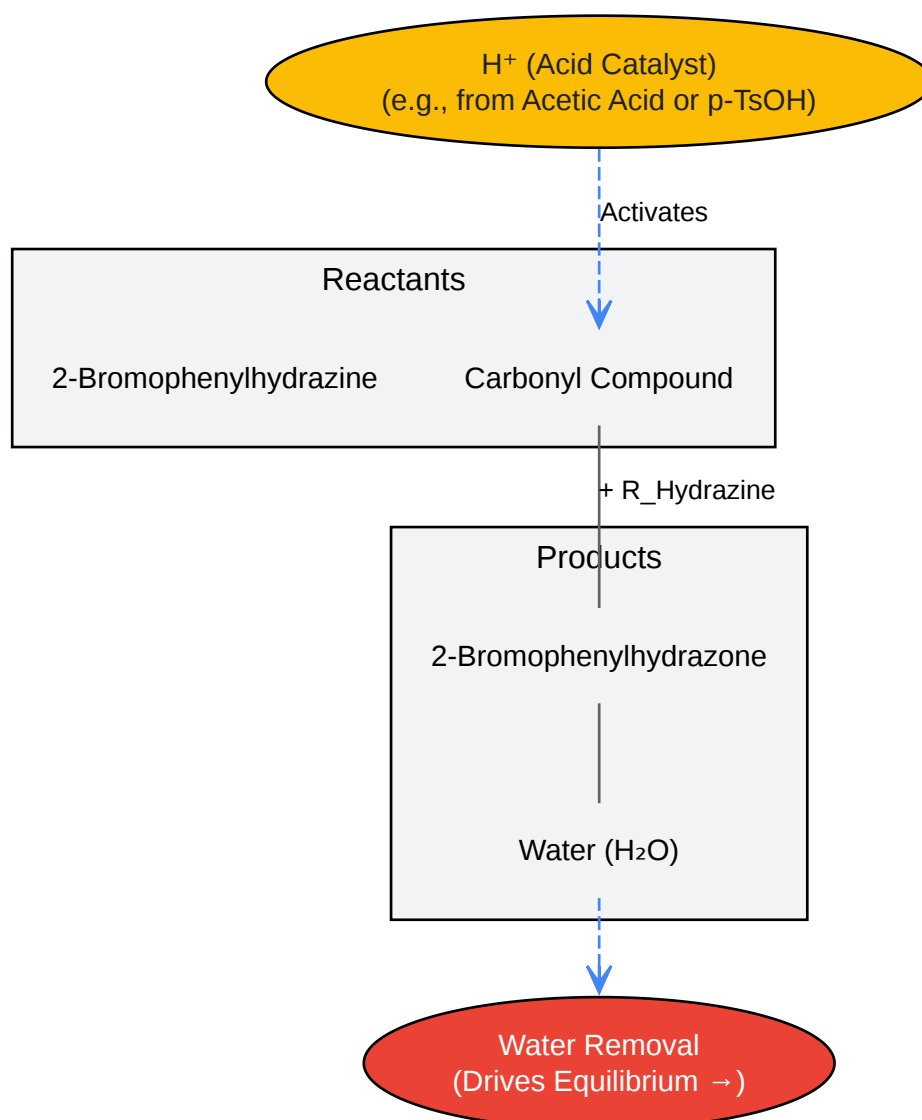 H⁺ (Acid Catalyst)
(e.g., from Acetic Acid or p-TsOH)
Activates
Reactants
2-Bromophenylhydrazine
Carbonyl Compound
+ R_Hydrazine
Products
2-Bromophenylhydrazone
Water (H₂O)
Water Removal
(Drives Equilibrium →)